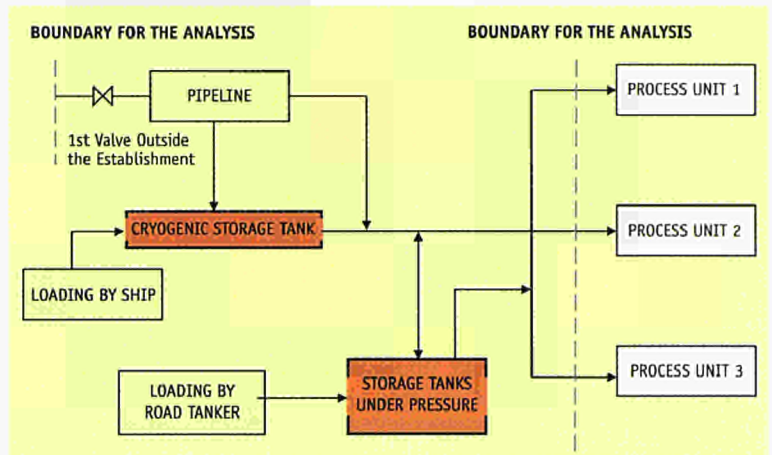 BOUNDARY FOR THE ANALYSIS
BOUNDARY FOR THE ANALYSIS
PIPELINE
PROCESS UNIT 1
1st Valve Outside
the Establishment
CRYOGENIC STORAGE TANK
PROCESS UNIT 2
LOADING BY SHIP
LOADING BY
ROAD TANKER
STORAGE TANKS
UNDER PRESSURE
PROCESS UNIT 3